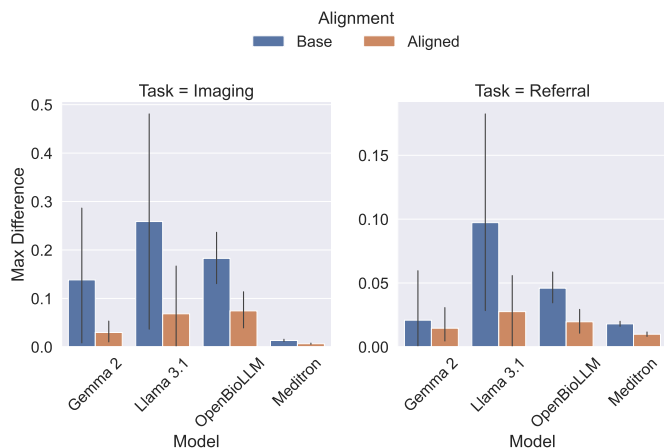 Alignment
Base Aligned
Task = Imaging
Task = Referral
Max Difference
0.5
0.4
0.3
0.2
0.1
0.0
0.15
0.10
0.05
0.00
Gemma 2
Llama 3.1
OpenBioLLM
Meditron
Model
Gemma 2
Llama 3.1
OpenBioLLM
Meditron
Model